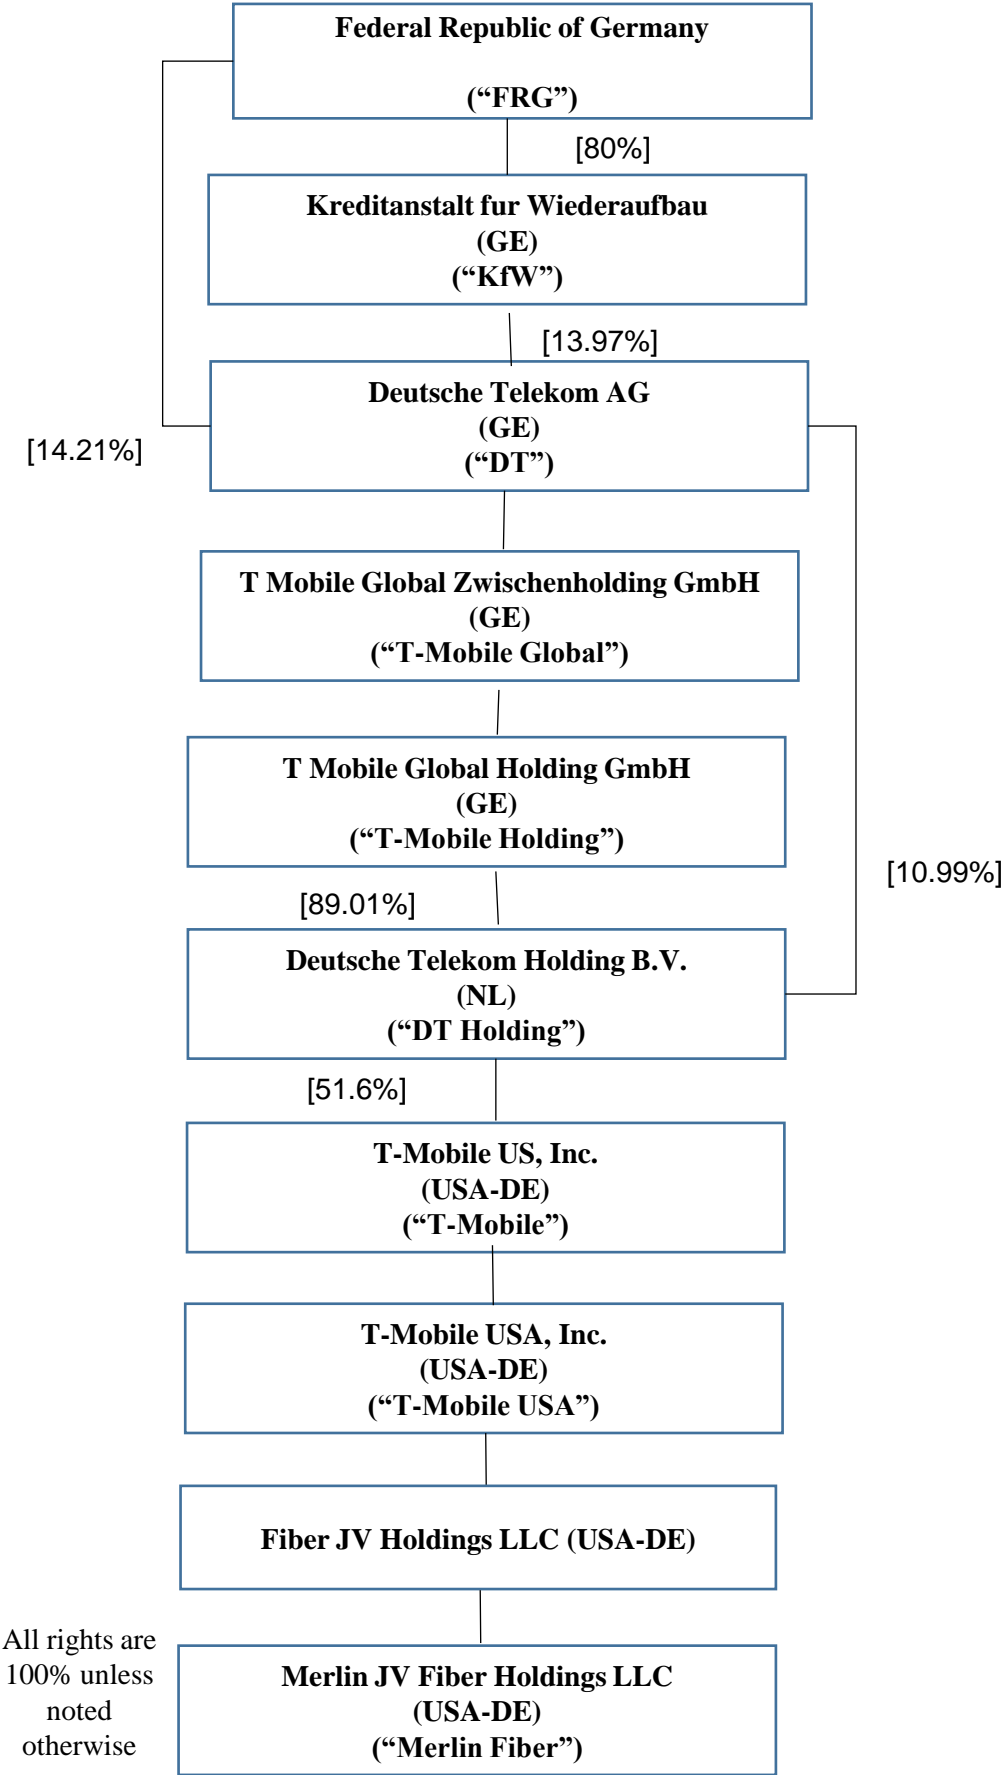 Federal Republic of Germany
(“FRG”)
[80%]
Kreditanstalt fur Wiederaufbau
(GE)
(“KfW”)
[13.97%]
Deutsche Telekom AG
(GE)
(“DT”)
[14.21%]
T Mobile Global Zwischenholding GmbH
(GE)
(“T-Mobile Global”)
T Mobile Global Holding GmbH
(GE)
(“T-Mobile Holding”)
[10.99%]
[89.01%]
Deutsche Telekom Holding B.V.
(NL)
(“DT Holding”)
[51.6%]
T-Mobile US, Inc.
(USA-DE)
(“T-Mobile”)
T-Mobile USA, Inc.
(USA-DE)
(“T-Mobile USA”)
Fiber JV Holdings LLC (USA-DE)
All rights are
100% unless
noted
otherwise
Merlin JV Fiber Holdings LLC
(USA-DE)
(“Merlin Fiber”)